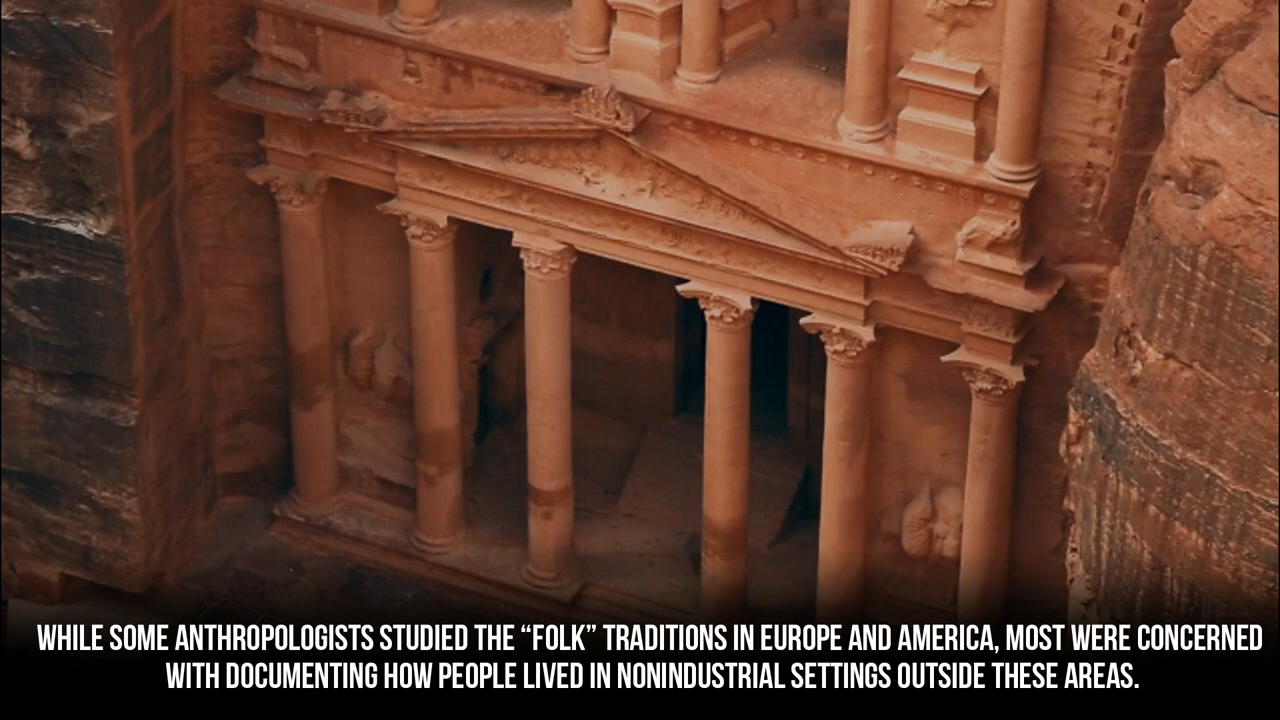 WHILE SOME ANTHROPOLOGISTS STUDIED THE “FOLK” TRADITIONS IN EUROPE AND AMERICA, MOST WERE CONCERNED
WITH DOCUMENTING HOW PEOPLE LIVED IN NONINDUSTRIAL SETTINGS OUTSIDE THESE AREAS.